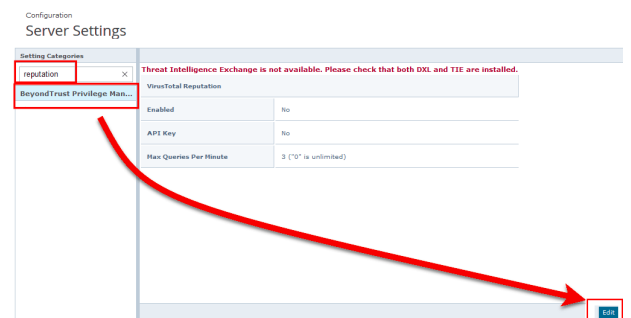 Configuration
Server Settings
Setting Categories
reputation ×
BeyondTrust Privilege Man...
Threat Intelligence Exchange is not available. Please check that both DXL and TIE are installed.
VirusTotal Reputation
Enabled No
API Key No
Max Queries Per Minute 3 ("0" is unlimited)
Edit